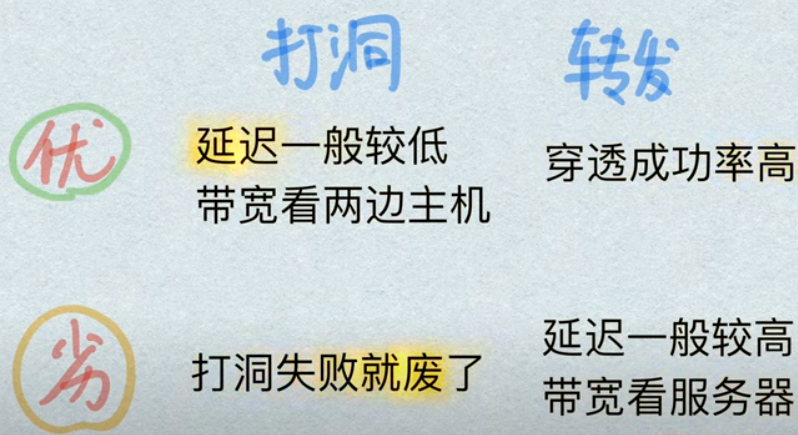 打洞 转发
优
延迟一般较低 穿透成功率高
带宽看两边主机
劣
打洞失败就废了 延迟一般较高
带宽看服务器